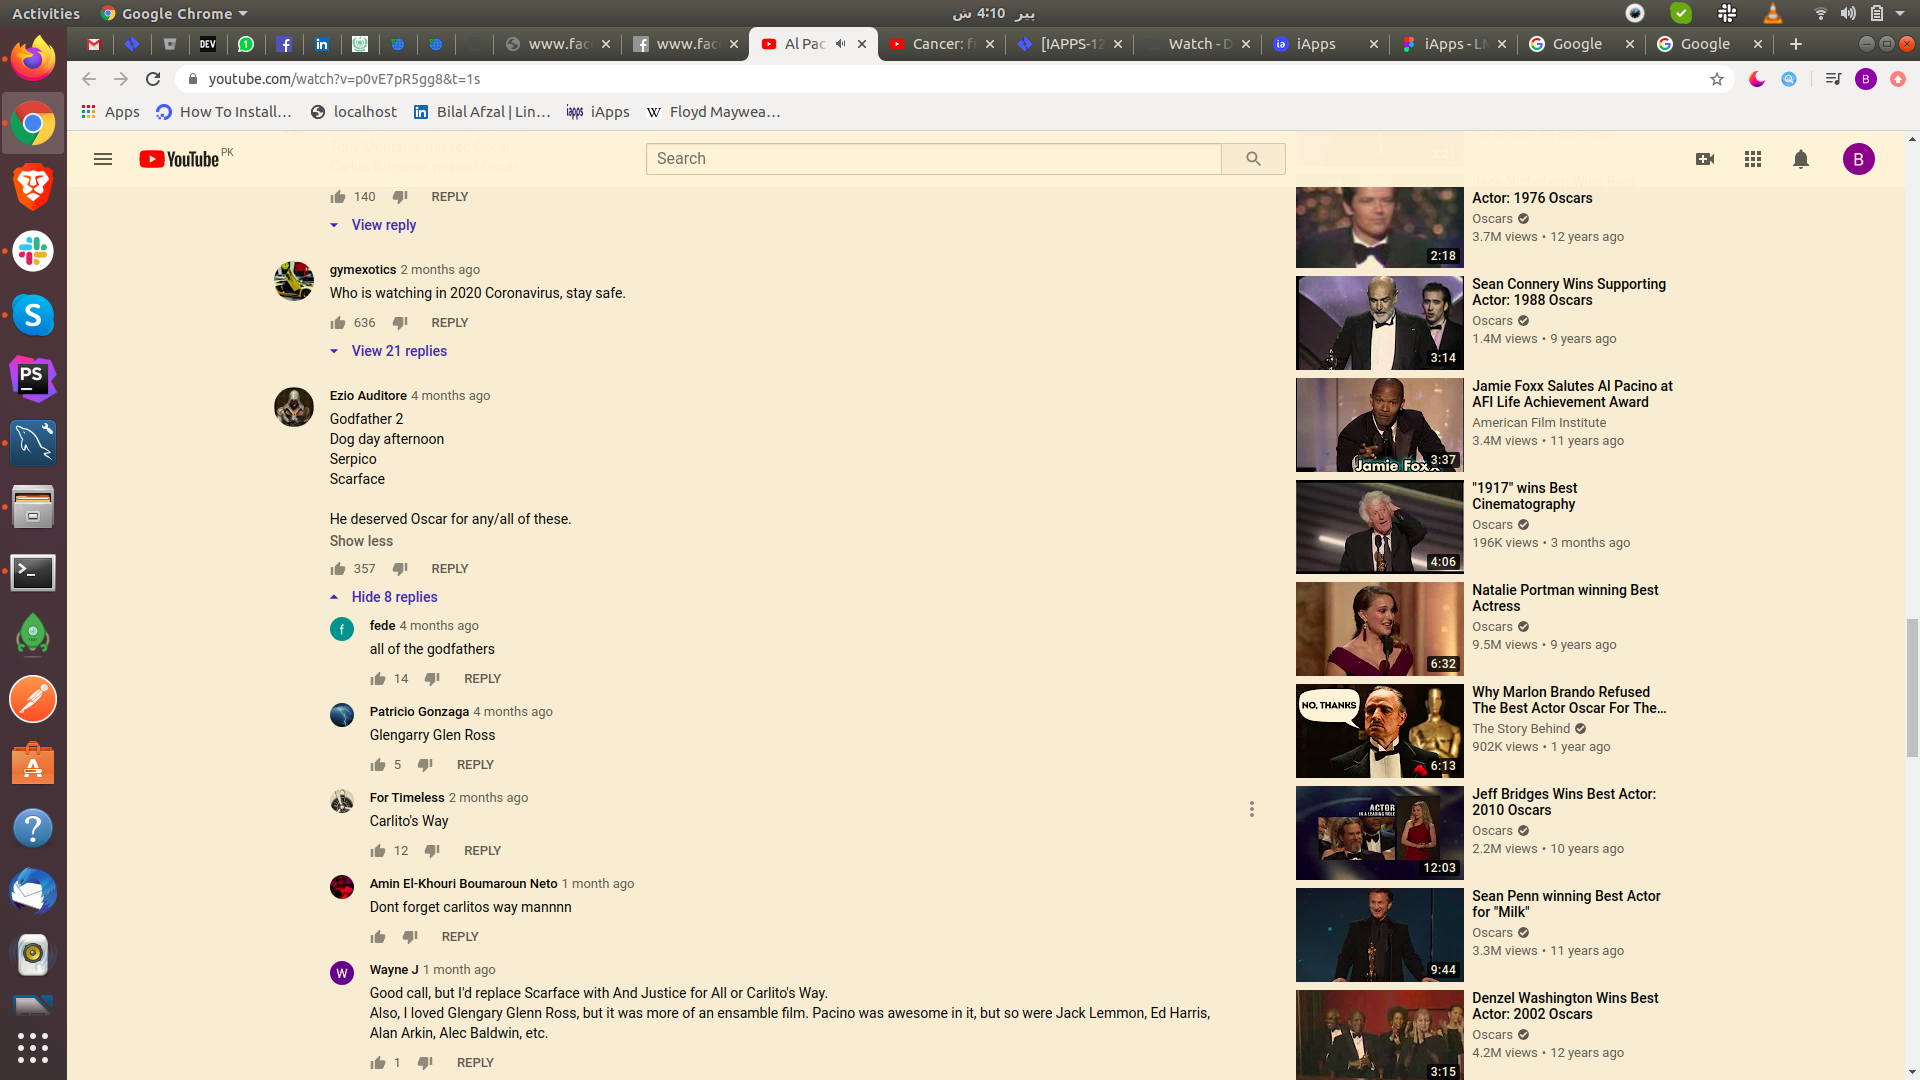 Activities
Google Chrome
پیر 4:10 ش
DEV
www.fac
www.fac
Al Pac
Cancer: fr
[IAPPS-12
Watch - D
iApps
iApps - LM
Google
Google
youtube.com/watch?v=p0vE7pR5gg8&t=1s
B
Apps
How To Install...
localhost
Bilal Afzal | Lin...
iApps
Floyd Maywea...
YouTube PK
Search
B
140 REPLY
View reply
gymexotics 2 months ago
Who is watching in 2020 Coronavirus, stay safe.
636 REPLY
View 21 replies
Ezio Auditore 4 months ago
Godfather 2
Dog day afternoon
Serpico
Scarface
He deserved Oscar for any/all of these.
Show less
357 REPLY
Hide 8 replies
f
fede 4 months ago
all of the godfathers
14 REPLY
Patricio Gonzaga 4 months ago
Glengarry Glen Ross
5 REPLY
For Timeless 2 months ago
Carlito's Way
12 REPLY
Amin El-Khouri Boumaroun Neto 1 month ago
Dont forget carlitos way mannnn
REPLY
W
Wayne J 1 month ago
Good call, but I'd replace Scarface with And Justice for All or Carlito's Way.
Also, I loved Glengary Glenn Ross, but it was more of an ensamble film. Pacino was awesome in it, but so were Jack Lemmon, Ed Harris,
Alan Arkin, Alec Baldwin, etc.
1 REPLY
Actor: 1976 Oscars
Oscars
3.7M views • 12 years ago
2:18
Sean Connery Wins Supporting
Actor: 1988 Oscars
Oscars
1.4M views • 9 years ago
3:14
Jamie Foxx Salutes Al Pacino at
AFI Life Achievement Award
American Film Institute
3.4M views • 11 years ago
Jamie Foxx
3:37
"1917" wins Best
Cinematography
Oscars
196K views • 3 months ago
4:06
Natalie Portman winning Best
Actress
Oscars
9.5M views • 9 years ago
6:32
Why Marlon Brando Refused
The Best Actor Oscar For The...
The Story Behind
902K views • 1 year ago
NO, THANKS
6:13
Jeff Bridges Wins Best Actor:
2010 Oscars
Oscars
2.2M views • 10 years ago
ACTOR
IN A LEADING ROLE
12:03
Sean Penn winning Best Actor
for "Milk"
Oscars
3.3M views • 11 years ago
9:44
Denzel Washington Wins Best
Actor: 2002 Oscars
Oscars
4.2M views • 12 years ago
3:15